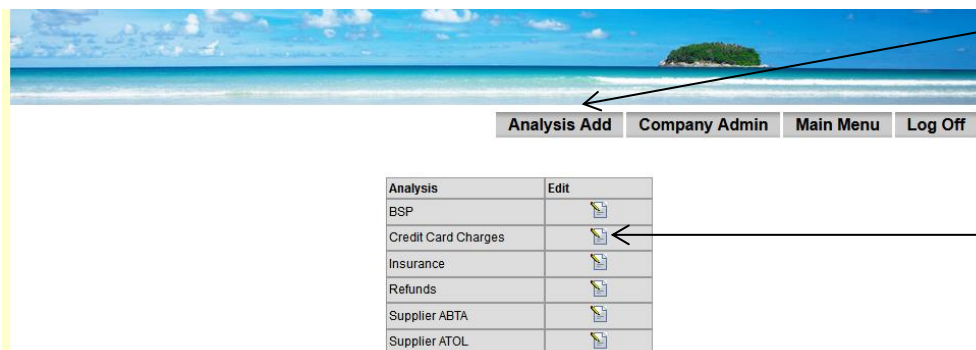 Analysis Add Company Admin Main Menu Log Off
Analysis Edit
BSP
Credit Card Charges
Insurance
Refunds
Supplier ABTA
Supplier ATOL